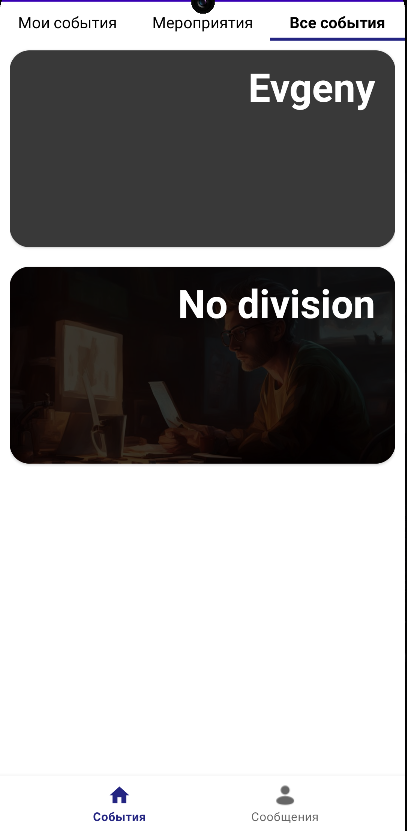 Мои события Мероприятия Все события
Evgeny
No division
События Сообщения